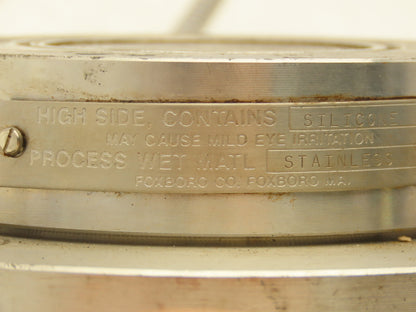 HIGH SIDE, CONTAINS SILICONE
MAY CAUSE MILD EYE IRRITATION
PROCESS WET MATL STAINLESS
FOXBORO CO. FOXBORO MA.